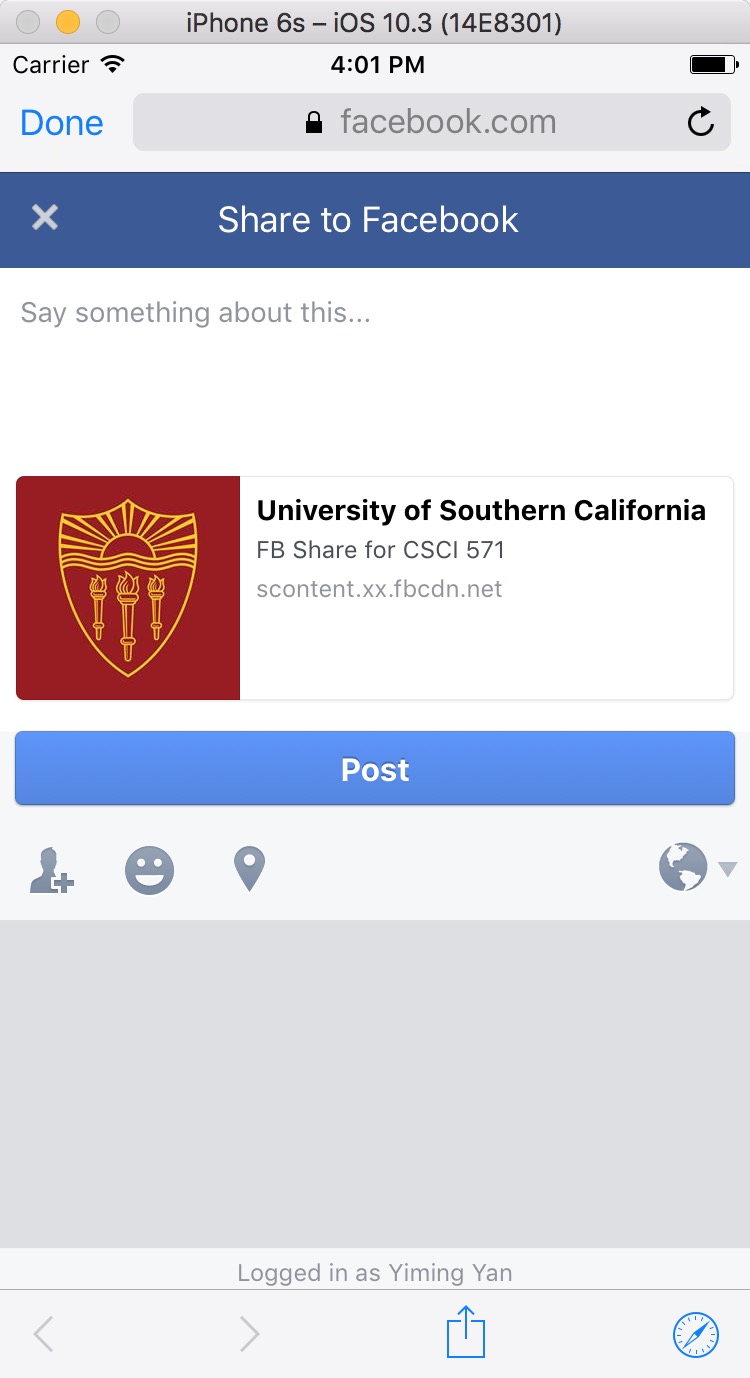 iPhone 6s – iOS 10.3 (14E8301)
Carrier 4:01 PM
Done facebook.com
Share to Facebook
Say something about this...
University of Southern California
FB Share for CSCI 571
scontent.xx.fbcdn.net
Post
Logged in as Yiming Yan